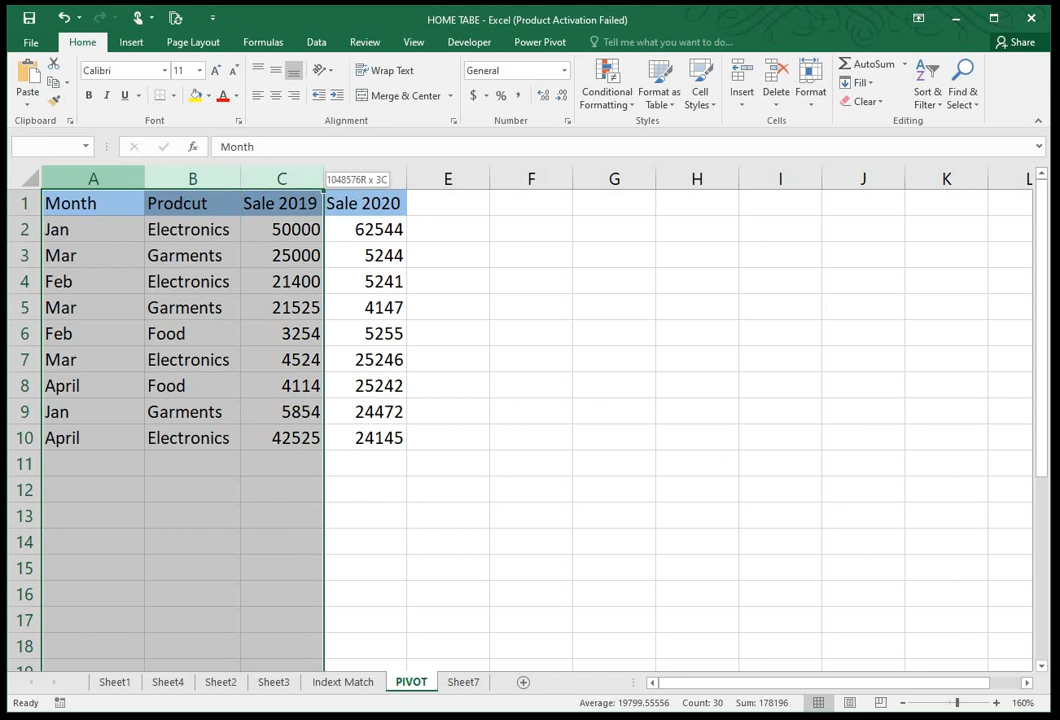 HOME TABE - Excel (Product Activation Failed)
File Home Insert Page Layout Formulas Data Review View Developer Power Pivot Tell me what you want to do... Share
Paste Calibri 11 A A Wrap Text General Conditional Formatting Format as Table Cell Styles Insert Delete Format AutoSum Sort & Filter Find & Select
B I U A Merge & Center $ % , Fill
Clear
Clipboard Font Alignment Number Styles Cells Editing
fx Month
A B C 1048576R x 3C E F G H I J K L
1 Month Prodcut Sale 2019 Sale 2020
2 Jan Electronics 50000 62544
3 Mar Garments 25000 5244
4 Feb Electronics 21400 5241
5 Mar Garments 21525 4147
6 Feb Food 3254 5255
7 Mar Electronics 4524 25246
8 April Food 4114 25242
9 Jan Garments 5854 24472
10 April Electronics 42525 24145
11
12
13
14
15
16
17
18
Sheet1 Sheet4 Sheet2 Sheet3 Indext Match PIVOT Sheet7
Ready Average: 19799.55556 Count: 30 Sum: 178196 160%